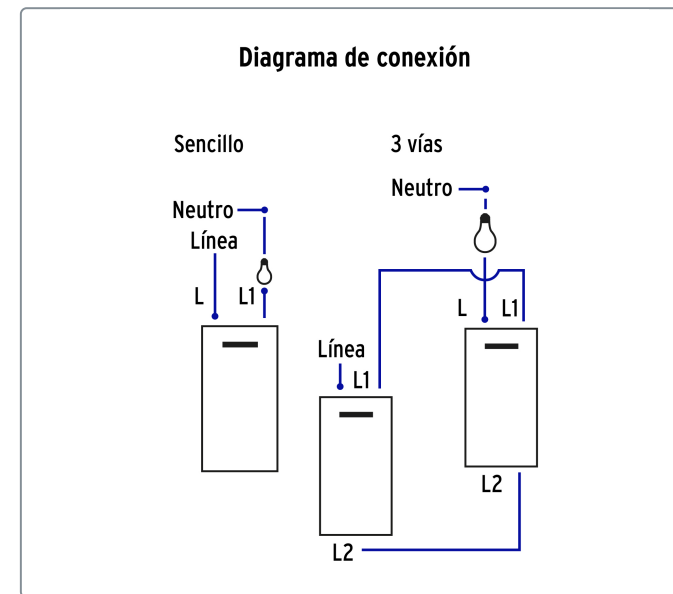 Diagrama de conexión
Sencillo
Neutro
Línea
L L1
3 vías
Neutro
L L1
Línea
L1
L2
L2